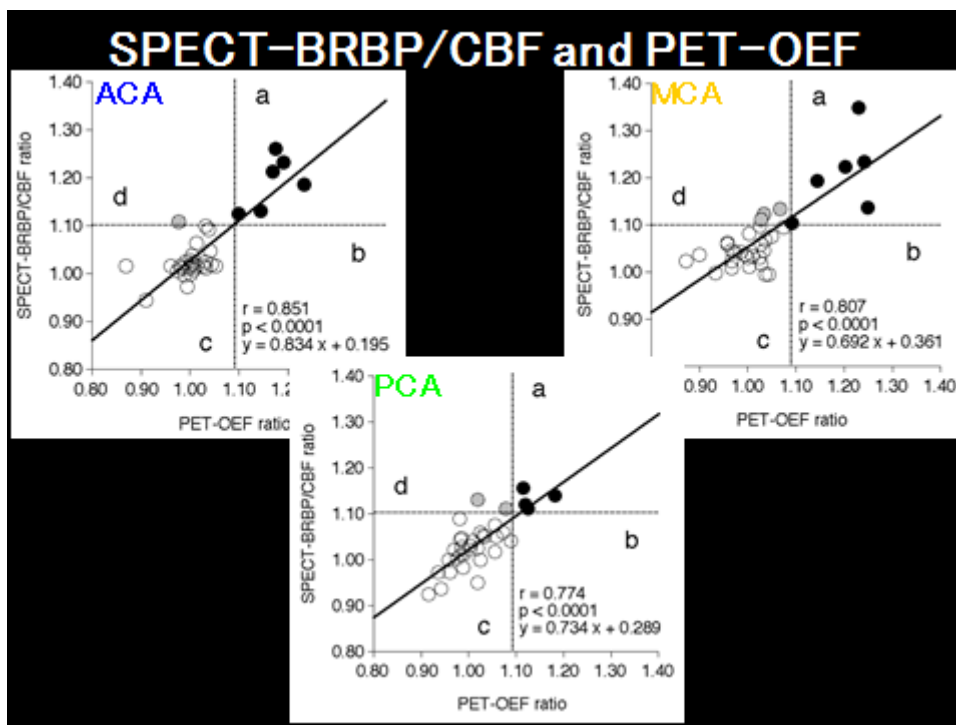 SPECT-BRBP/CBF and PET-OEF
ACA
1.40
1.30
1.20
1.10
1.00
0.90
0.80
SPECT-BRBP/CBF ratio
a
b
c
d
r = 0.851
p < 0.0001
y = 0.834 x + 0.195
0.80 0.90 1.00 1.10 1.2
PET-OEF ratio
MCA
1.40
1.30
1.20
1.10
1.00
0.90
SPECT-BRBP/CBF ratio
a
b
c
d
r = 0.807
p < 0.0001
y = 0.692 x + 0.361
0.90 1.00 1.10 1.20 1.30 1.40
PET-OEF ratio
PCA
1.40
1.30
1.20
1.10
1.00
0.90
0.80
SPECT-BRBP/CBF ratio
a
b
c
d
r = 0.774
p < 0.0001
y = 0.734 x + 0.289
0.80 0.90 1.00 1.10 1.20 1.30 1.40
PET-OEF ratio